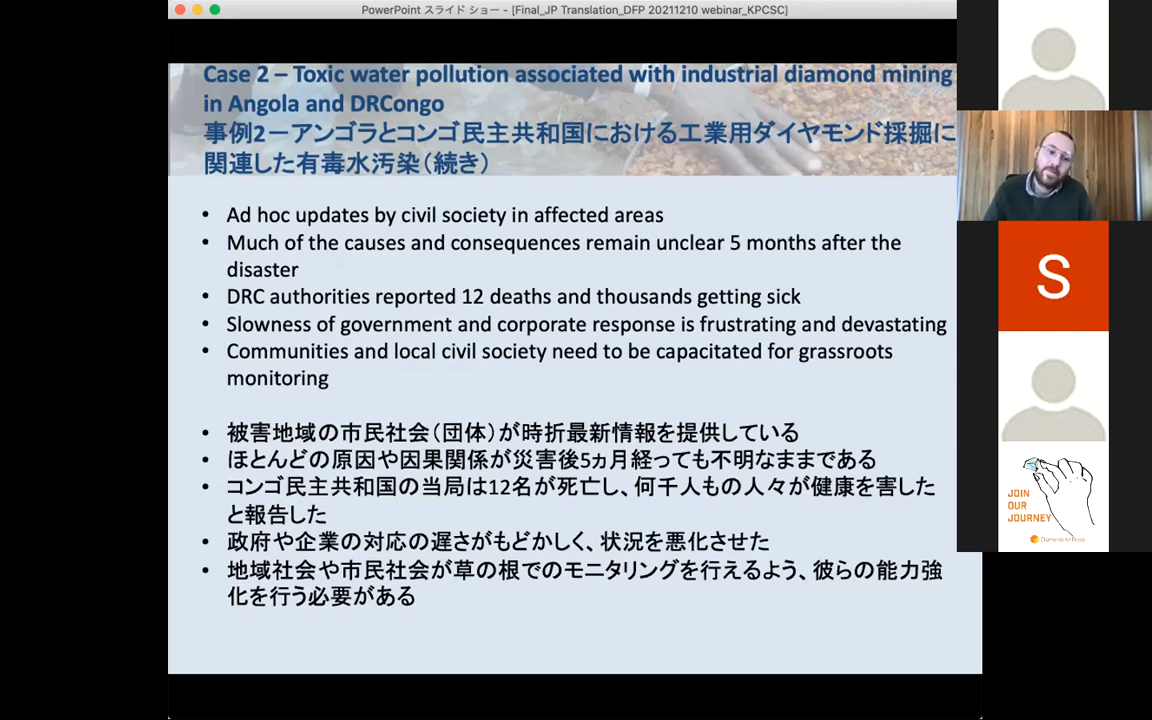 PowerPoint スライド ショー - [Final_JP Translation_DFP 20211210 webinar_KPCSC]
Case 2 – Toxic water pollution associated with industrial diamond mining
in Angola and DRCongo
事例2－アンゴラとコンゴ民主共和国における工業用ダイヤモンド採掘に
関連した有毒水汚染（続き）
• Ad hoc updates by civil society in affected areas
• Much of the causes and consequences remain unclear 5 months after the
disaster
• DRC authorities reported 12 deaths and thousands getting sick
• Slowness of government and corporate response is frustrating and devastating
• Communities and local civil society need to be capacitated for grassroots
monitoring
• 被害地域の市民社会（団体）が時折最新情報を提供している
• ほとんどの原因や因果関係が災害後5ヵ月経っても不明なままである
• コンゴ民主共和国の当局は12名が死亡し、何千人もの人々が健康を害した
と報告した
• 政府や企業の対応の遅さがもどかしく、状況を悪化させた
• 地域社会や市民社会が草の根でのモニタリングを行えるよう、彼らの能力強
化を行う必要がある
S
JOIN
OUR
JOURNEY